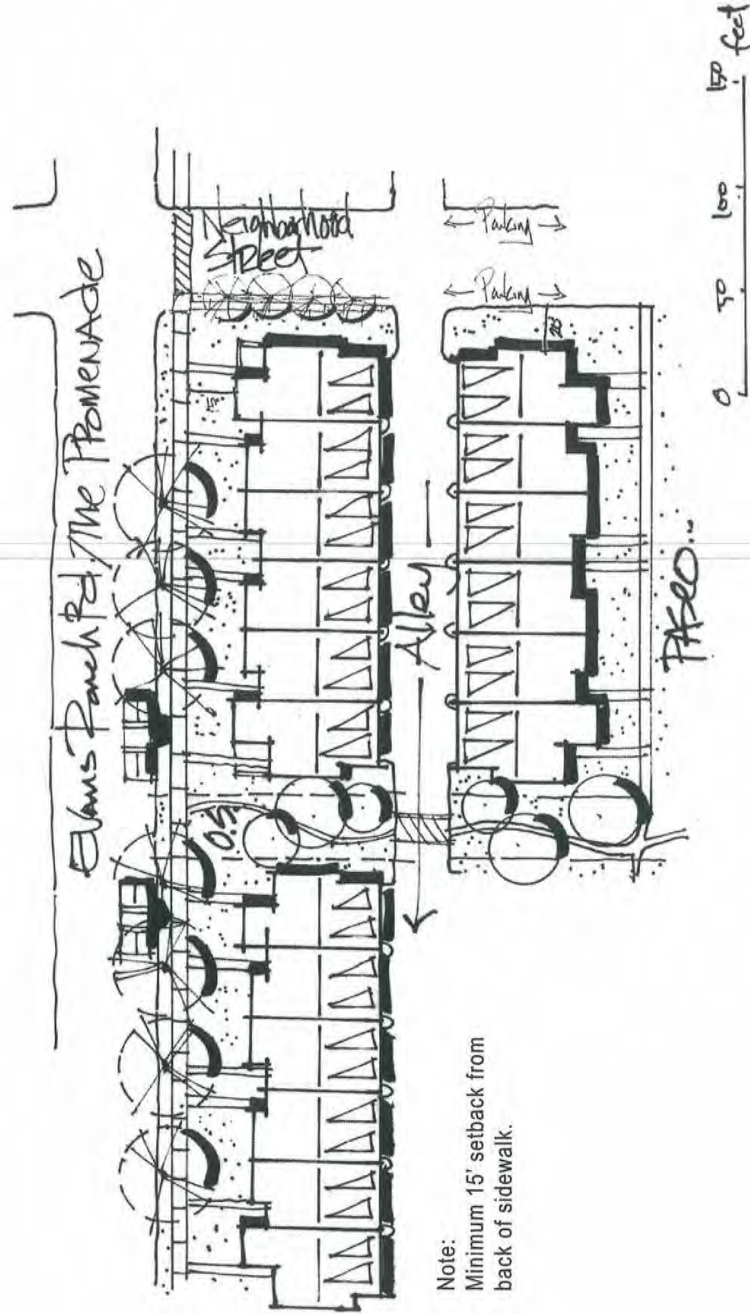 Evans Ranch Rd./The Promenade
Neighborhood
Street
15'
O.S.
Alley
Parking
Parking
PASEO...
Note:
Minimum 15' setback from
back of sidewalk.
0 50 100 150 feet